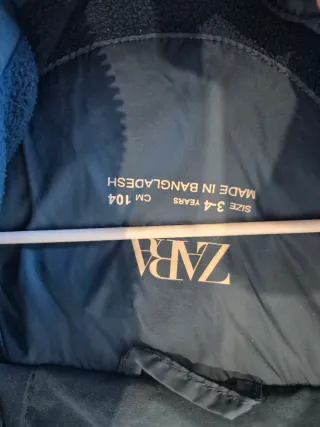 ZARA
SIZE 3-4 YEARS CM 104
MADE IN BANGLADESH